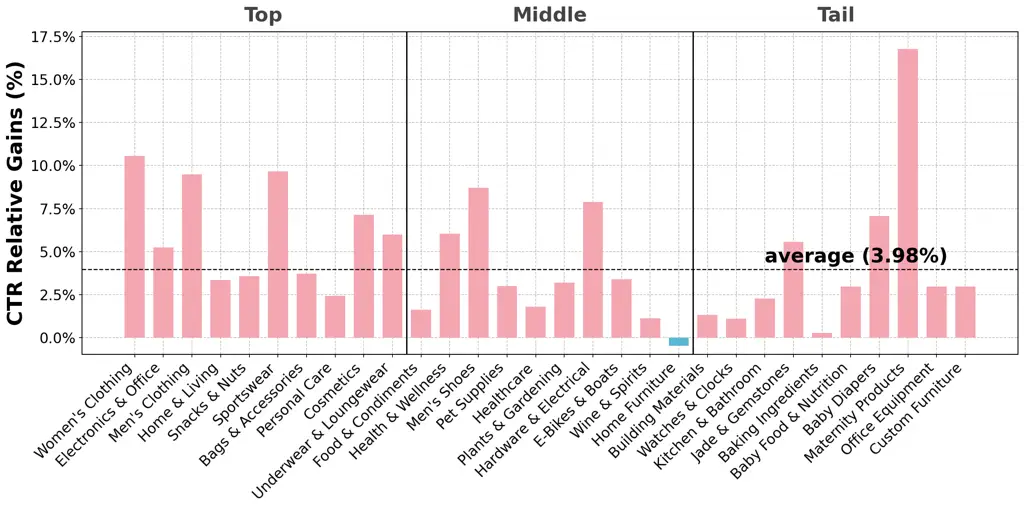 Top
Middle
Tail
CTR Relative Gains (%)
17.5%
15.0%
12.5%
10.0%
7.5%
5.0%
2.5%
0.0%
average (3.98%)
Women's Clothing
Electronics & Office
Men's Clothing
Home & Living
Snacks & Nuts
Sportswear
Bags & Accessories
Personal Care
Cosmetics
Underwear & Loungewear
Food & Condiments
Health & Wellness
Men's Shoes
Pet Supplies
Healthcare
Plants & Gardening
Hardware & Electrical
E-Bikes & Boats
Wine & Spirits
Home Furniture
Building Materials
Watches & Clocks
Kitchen & Bathroom
Jade & Gemstones
Baking Ingredients
Baby Food & Nutrition
Baby Diapers
Maternity Products
Office Equipment
Custom Furniture